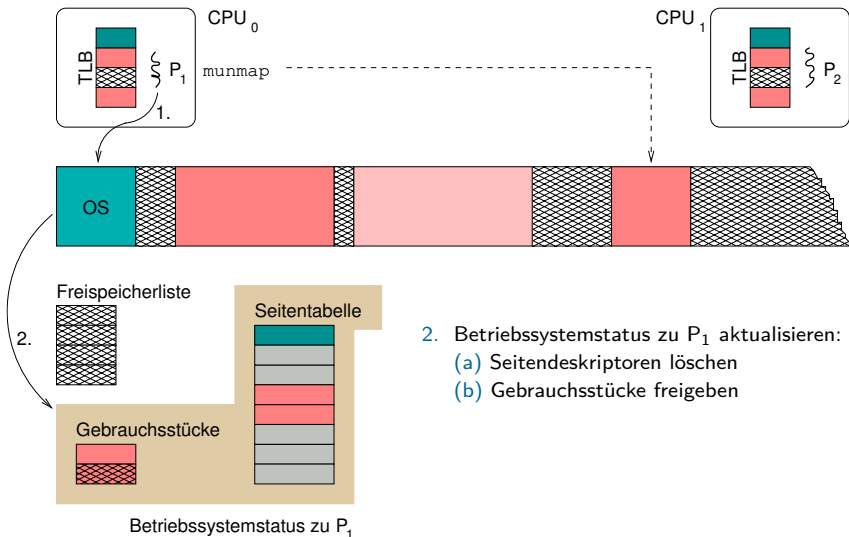 CPU 0
CPU 1
TLB
P1
munmap
TLB
P2
1.
OS
Freispeicherliste
Seitentabelle
2.
2. Betriebssystemstatus zu P1 aktualisieren:
(a) Seitendeskriptoren löschen
(b) Gebrauchsstücke freigeben
Gebrauchsstücke
Betriebssystemstatus zu P1